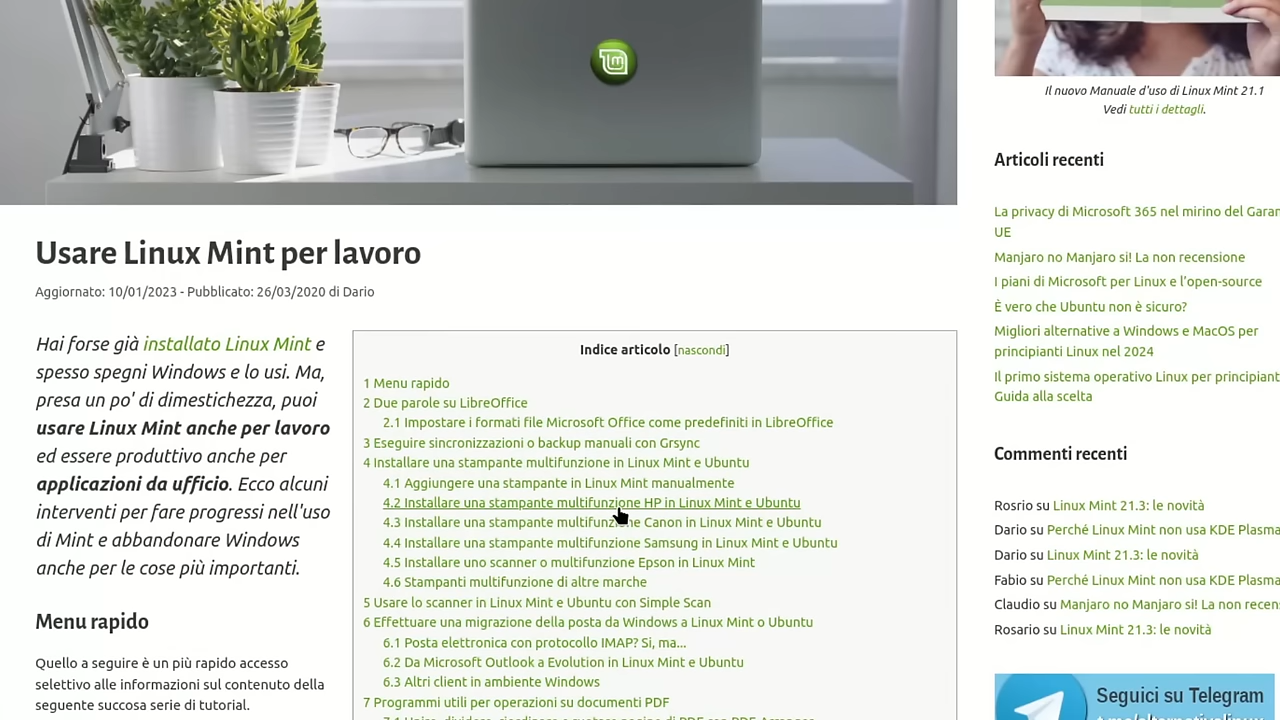 Usare Linux Mint per lavoro
Aggiornato: 10/01/2023 - Pubblicato: 26/03/2020 di Dario
Hai forse già installato Linux Mint e
spesso spegni Windows e lo usi. Ma,
presa un po' di dimestichezza, puoi
usare Linux Mint anche per lavoro
ed essere produttivo anche per
applicazioni da ufficio. Ecco alcuni
interventi per fare progressi nell'uso
di Mint e abbandonare Windows
anche per le cose più importanti.
Menu rapido
Quello a seguire è un più rapido accesso
selettivo alle informazioni sul contenuto della
seguente succosa serie di tutorial.
Indice articolo [nascondi]
1 Menu rapido
2 Due parole su LibreOffice
2.1 Impostare i formati file Microsoft Office come predefiniti in LibreOffice
3 Eseguire sincronizzazioni o backup manuali con Grsync
4 Installare una stampante multifunzione in Linux Mint e Ubuntu
4.1 Aggiungere una stampante in Linux Mint manualmente
4.2 Installare una stampante multifunzione HP in Linux Mint e Ubuntu
4.3 Installare una stampante multifunzione Canon in Linux Mint e Ubuntu
4.4 Installare una stampante multifunzione Samsung in Linux Mint e Ubuntu
4.5 Installare uno scanner o multifunzione Epson in Linux Mint
4.6 Stampanti multifunzione di altre marche
5 Usare lo scanner in Linux Mint e Ubuntu con Simple Scan
6 Effettuare una migrazione della posta da Windows a Linux Mint o Ubuntu
6.1 Posta elettronica con protocollo IMAP? Si, ma...
6.2 Da Microsoft Outlook a Evolution in Linux Mint e Ubuntu
6.3 Altri client in ambiente Windows
7 Programmi utili per operazioni su documenti PDF
Il nuovo Manuale d'uso di Linux Mint 21.1
Vedi tutti i dettagli.
Articoli recenti
La privacy di Microsoft 365 nel mirino del Garan
UE
Manjaro no Manjaro si! La non recensione
I piani di Microsoft per Linux e l'open-source
È vero che Ubuntu non è sicuro?
Migliori alternative a Windows e MacOS per
principianti Linux nel 2024
Il primo sistema operativo Linux per principiant
Guida alla scelta
Commenti recenti
Rosrio su Linux Mint 21.3: le novità
Dario su Perché Linux Mint non usa KDE Plasma
Dario su Linux Mint 21.3: le novità
Fabio su Perché Linux Mint non usa KDE Plasma
Claudio su Manjaro no Manjaro si! La non recen
Rosario su Linux Mint 21.3: le novità
Seguici su Telegram